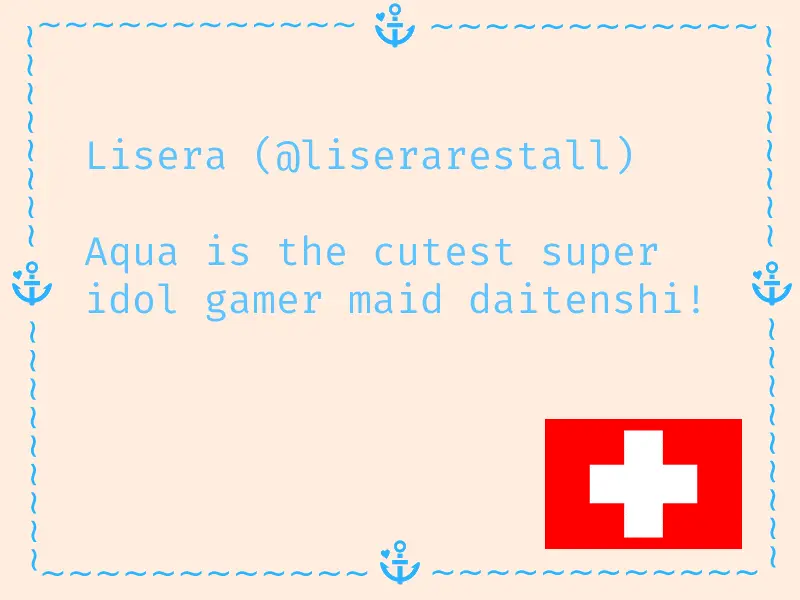 Lisera (@liserarestall)
Aqua is the cutest super
idol gamer maid daitenshi!